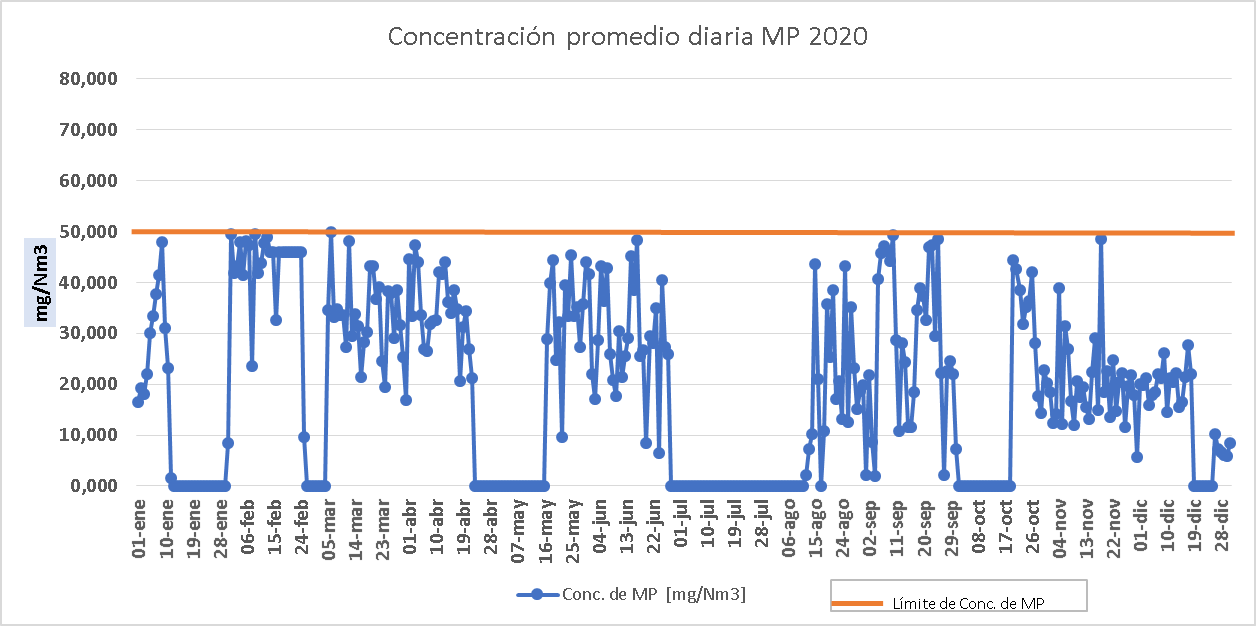 Concentración promedio diaria MP 2020
80,000
70,000
60,000
50,000
40,000
30,000
20,000
10,000
0,000
mg/Nm3
01-ene
10-ene
19-ene
28-ene
06-feb
15-feb
24-feb
05-mar
14-mar
23-mar
01-abr
10-abr
19-abr
28-abr
07-may
16-may
25-may
04-jun
13-jun
22-jun
01-jul
10-jul
19-jul
28-jul
06-ago
15-ago
24-ago
02-sep
11-sep
20-sep
29-sep
08-oct
17-oct
26-oct
04-nov
13-nov
22-nov
01-dic
10-dic
19-dic
28-dic
Conc. de MP [mg/Nm3]
Límite de Conc. de MP